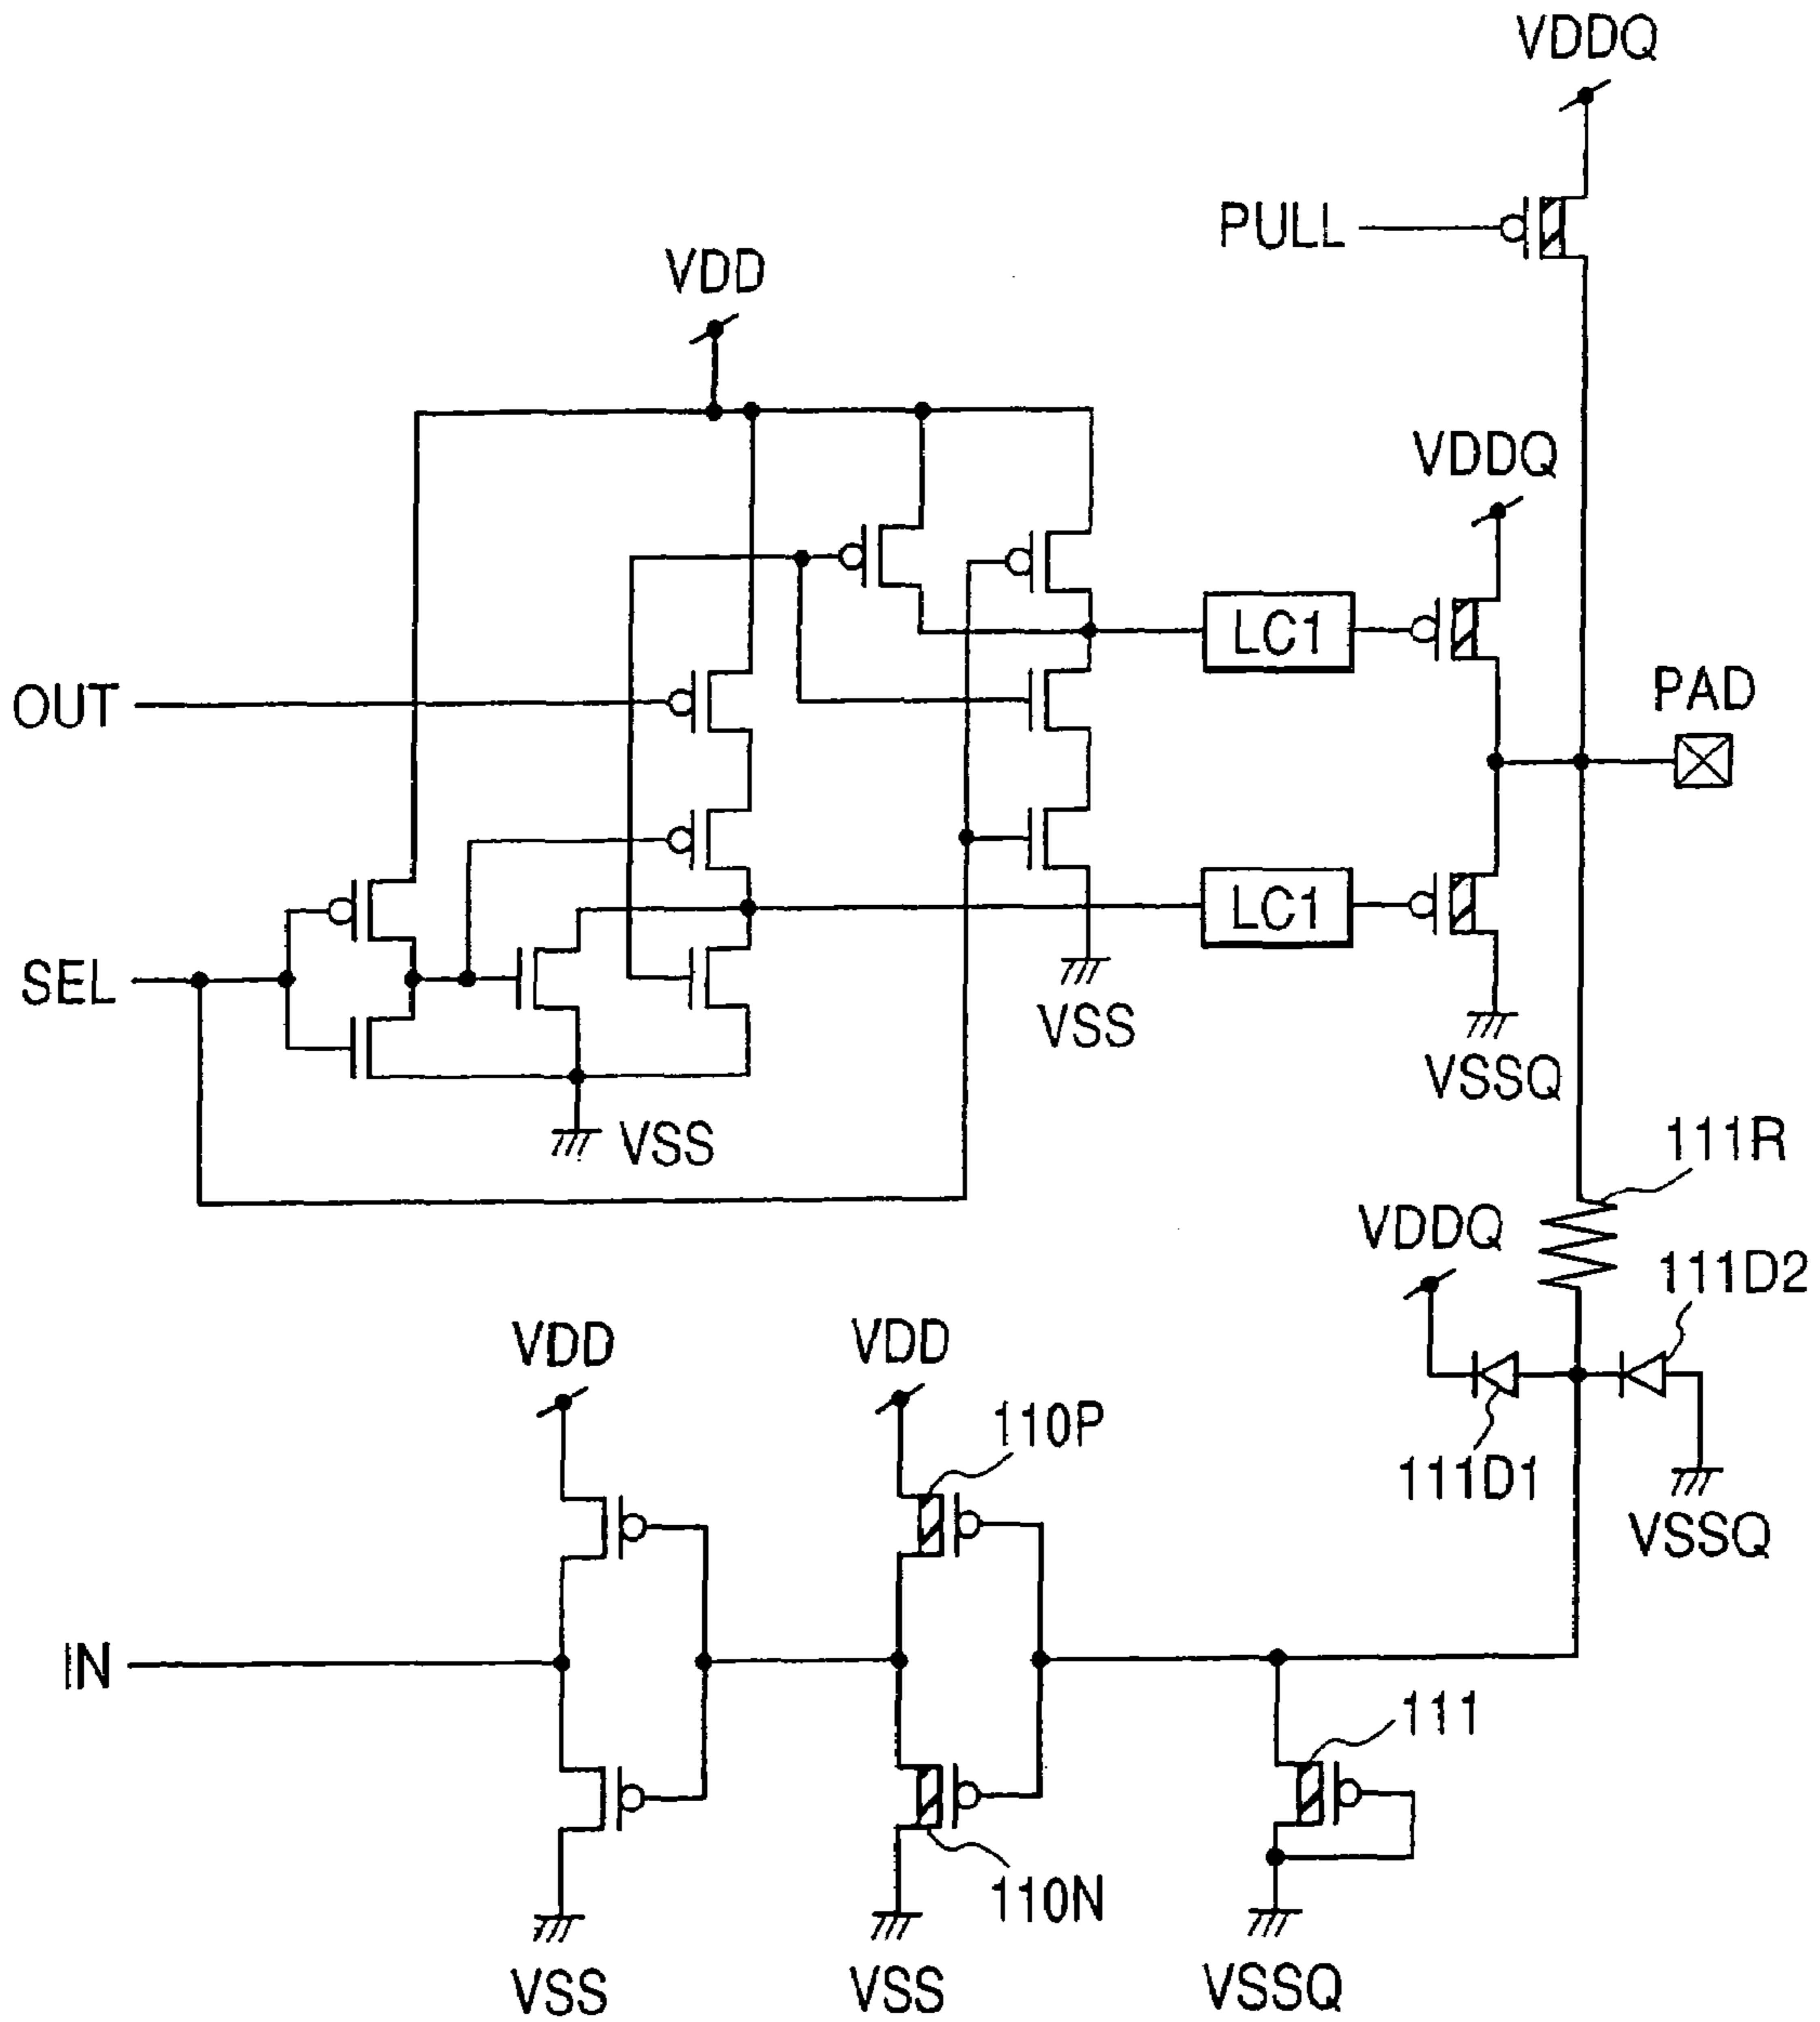 VDDQ
PULL
VDD
VDDQ
OUT
LC1
PAD
LC1
SEL
VSS
VSSQ
VSS
111R
VDDQ
111D2
VDD
VDD
110P
111D1
VSSQ
IN
111
110N
VSS
VSS
VSSQ